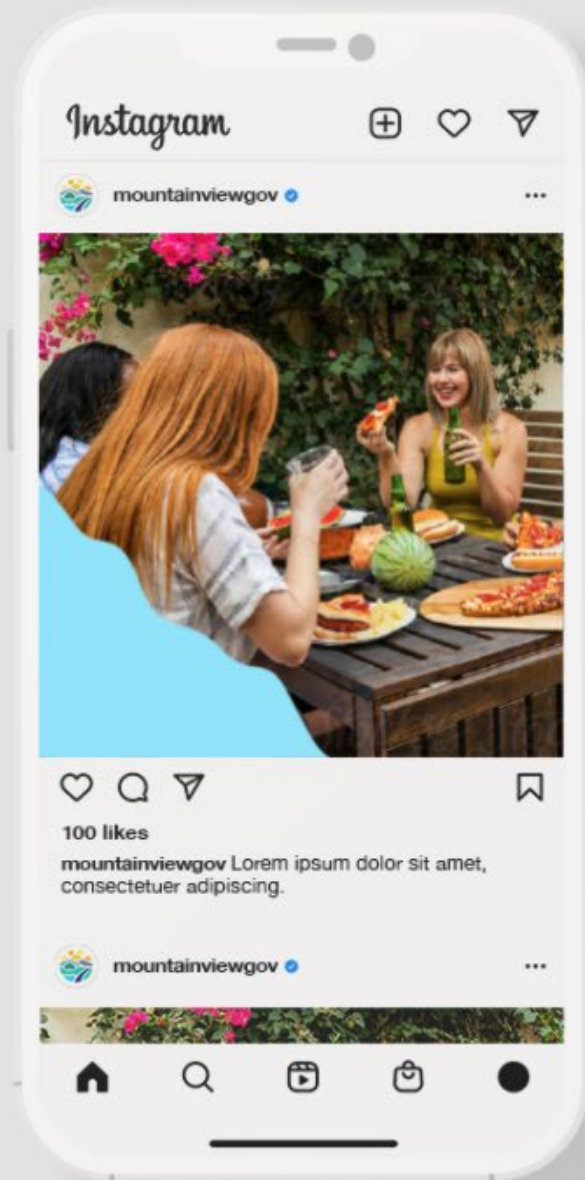 Instagram
mountainviewgov
100 likes
mountainviewgov Lorem ipsum dolor sit amet,
consectetuer adipiscing.
mountainviewgov